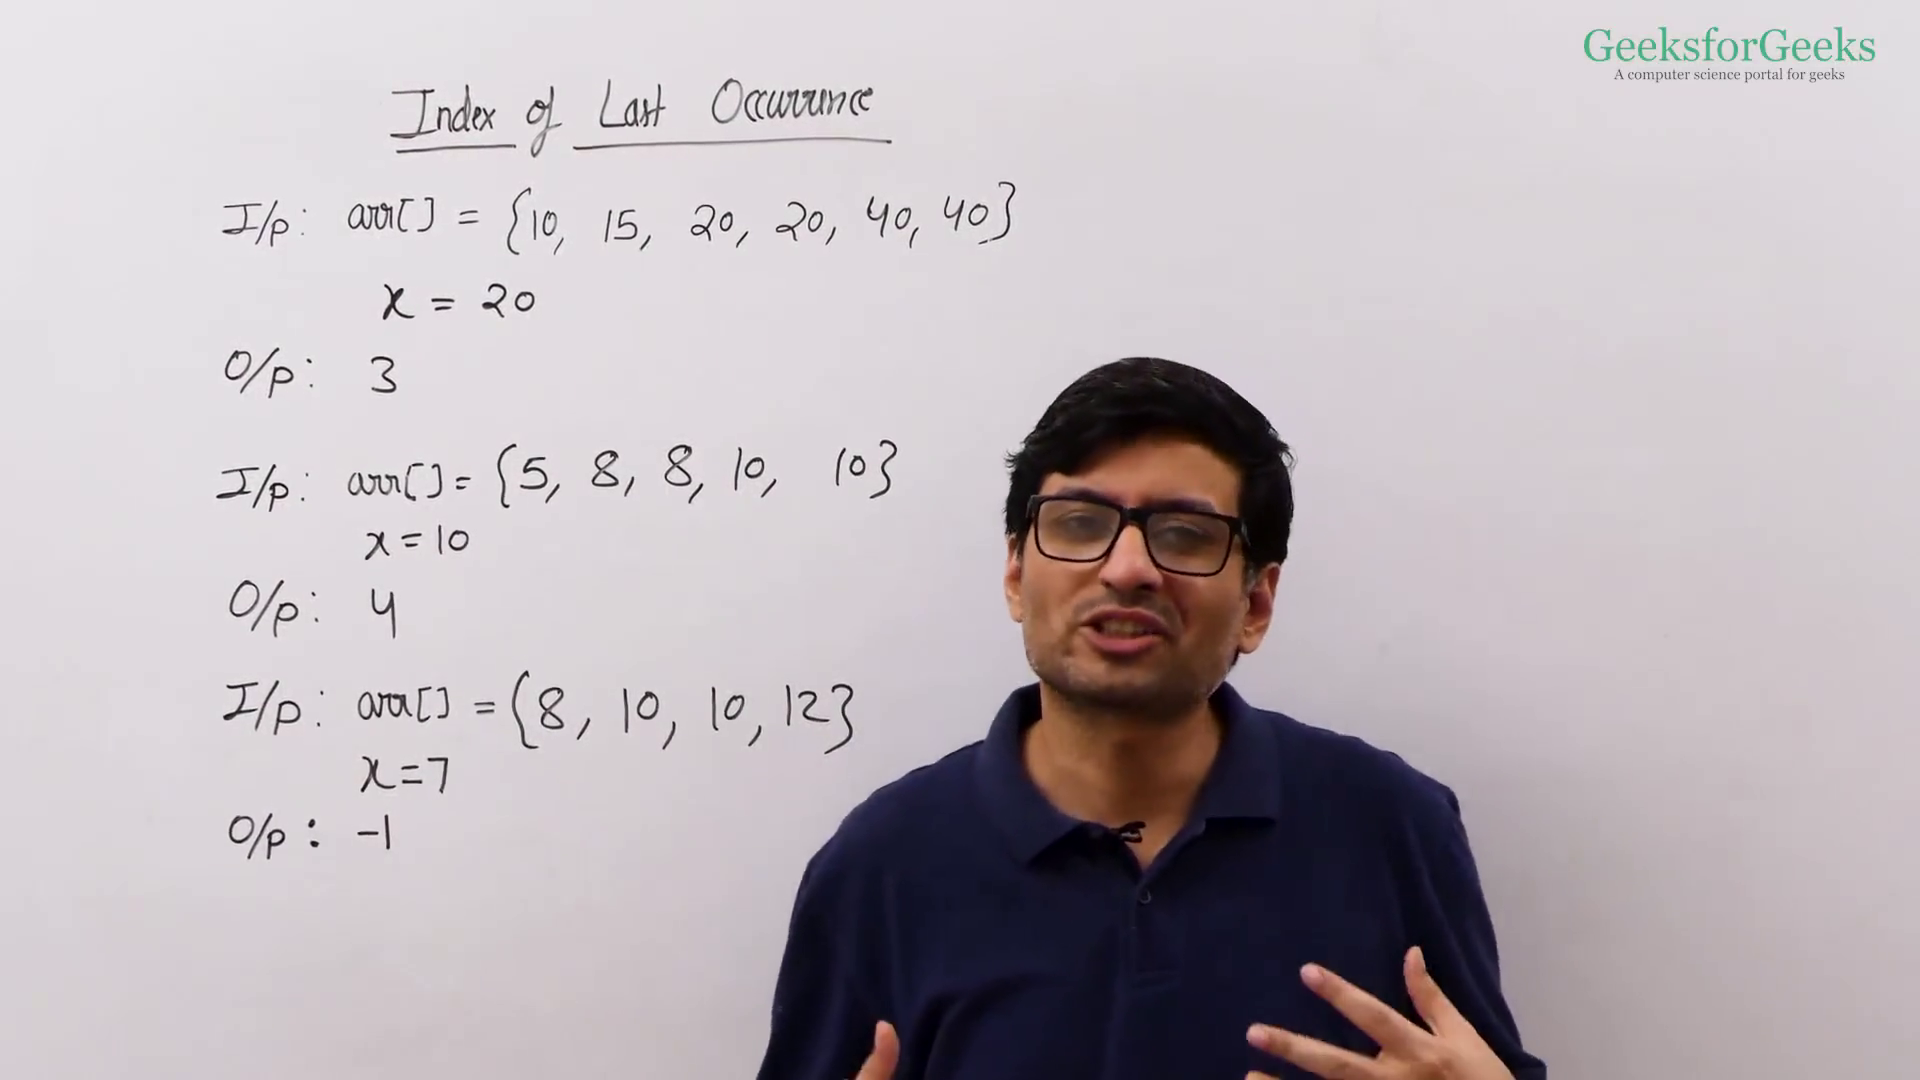 GeeksforGeeks
A computer science portal for geeks
Index of Last Occurrence
I/p: arr[] = {10, 15, 20, 20, 40, 40}
x = 20
O/p: 3
I/p: arr[] = {5, 8, 8, 10, 10}
x = 10
O/p: 4
I/p: arr[] = {8, 10, 10, 12}
x = 7
O/p: -1